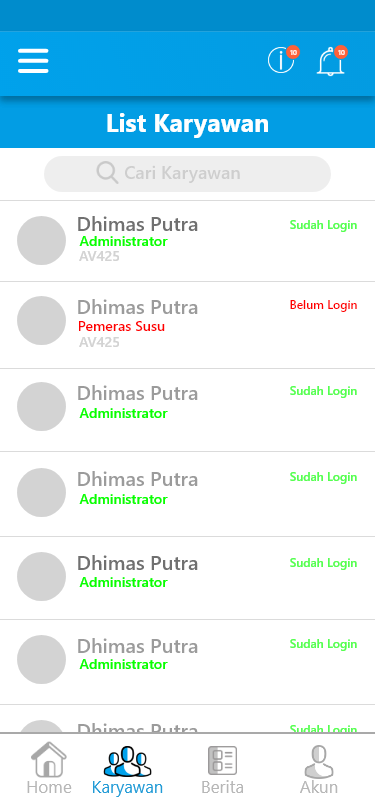 10
10
List Karyawan
Cari Karyawan
Dhimas Putra
Sudah Login
Administrator
AV425
Dhimas Putra
Belum Login
Pemeras Susu
AV425
Dhimas Putra
Sudah Login
Administrator
Dhimas Putra
Sudah Login
Administrator
Dhimas Putra
Sudah Login
Administrator
Dhimas Putra
Sudah Login
Administrator
Dhimas Putra
Sudah Login
Home
Karyawan
Berita
Akun